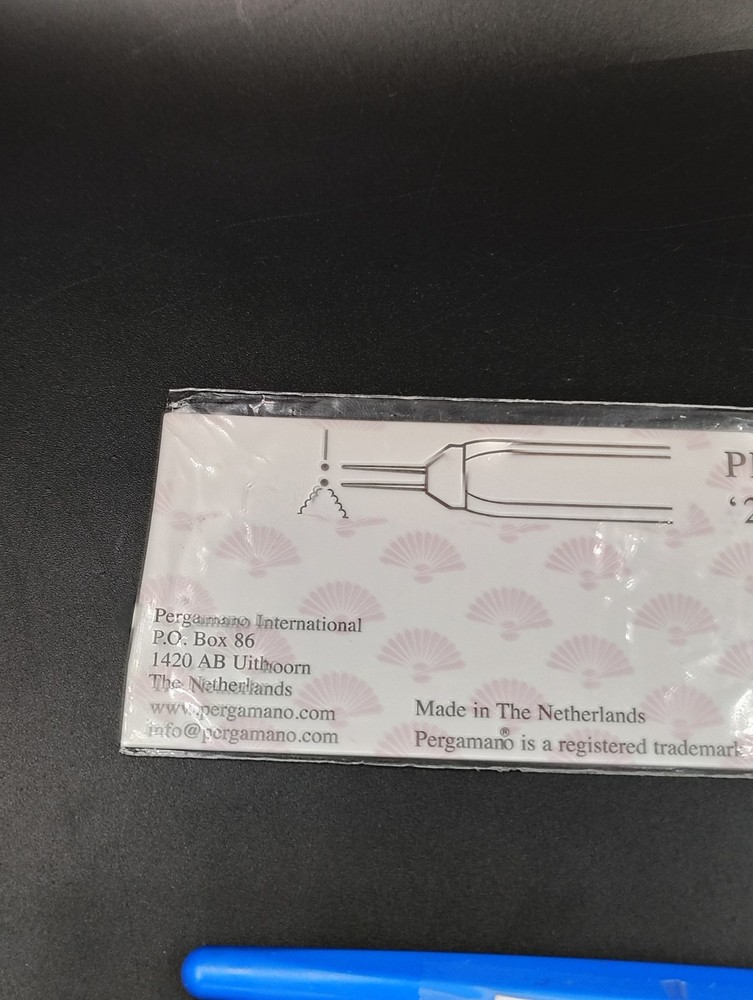 Pergamano International
P.O. Box 86
1420 AB Uithoorn
The Netherlands
www.pergamano.com
info@pergamano.com
Made in The Netherlands
Pergamano® is a registered trademark